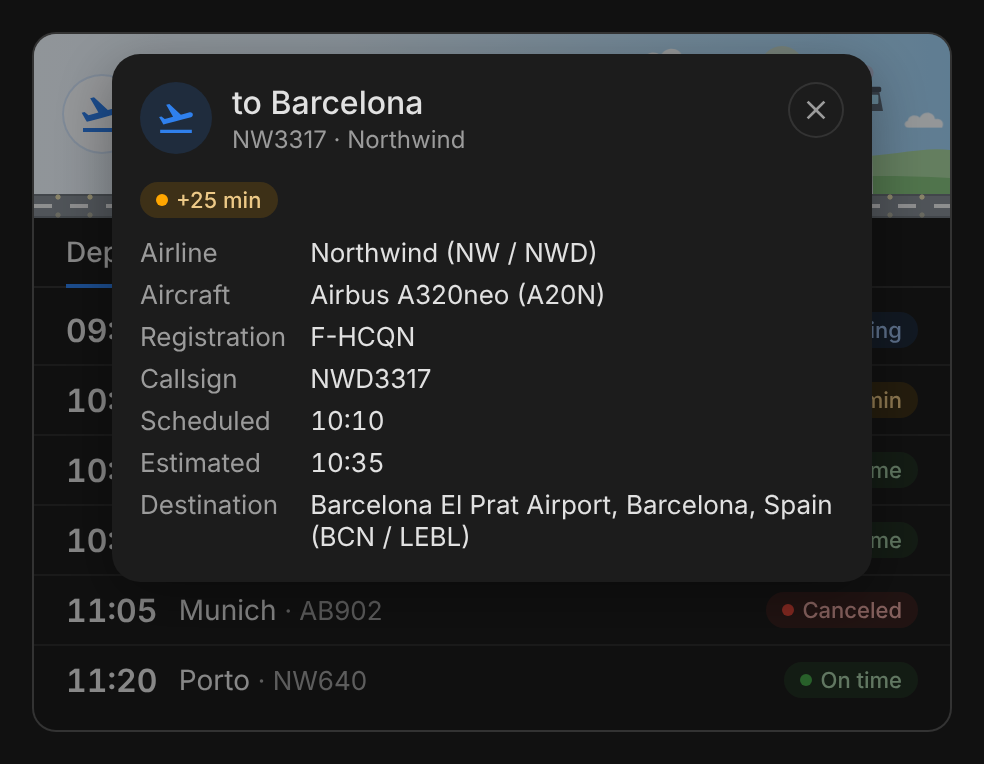 to Barcelona
NW3317 · Northwind
+25 min
Airline Northwind (NW / NWD)
Aircraft Airbus A320neo (A20N)
Registration F-HCQN
Callsign NWD3317
Scheduled 10:10
Estimated 10:35
Destination Barcelona El Prat Airport, Barcelona, Spain
(BCN / LEBL)
11:05 Munich · AB902 Canceled
11:20 Porto · NW640 On time